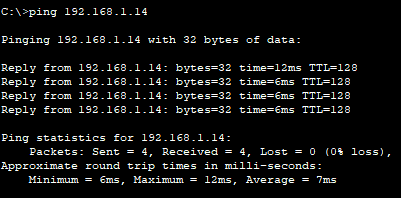 C:\>ping 192.168.1.14
Pinging 192.168.1.14 with 32 bytes of data:
Reply from 192.168.1.14: bytes=32 time=12ms TTL=128
Reply from 192.168.1.14: bytes=32 time=6ms TTL=128
Reply from 192.168.1.14: bytes=32 time=6ms TTL=128
Reply from 192.168.1.14: bytes=32 time=6ms TTL=128
Ping statistics for 192.168.1.14:
    Packets: Sent = 4, Received = 4, Lost = 0 (0% loss),
Approximate round trip times in milli-seconds:
    Minimum = 6ms, Maximum = 12ms, Average = 7ms